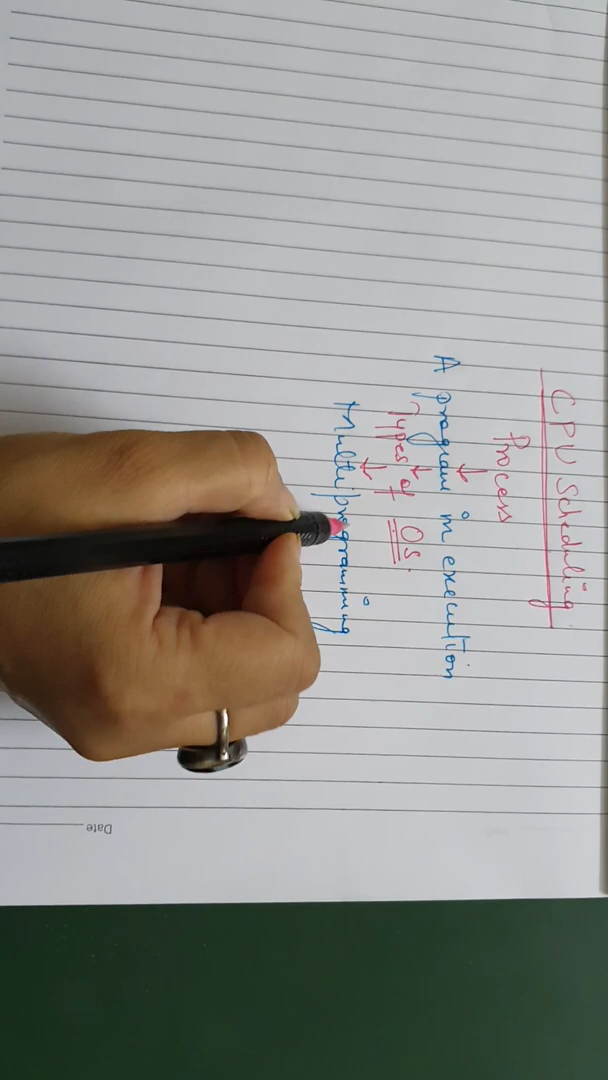 CPU Scheduling
Process
↓
A program in execution
↓
Types of OS.
↓
Multiprogramming
Date